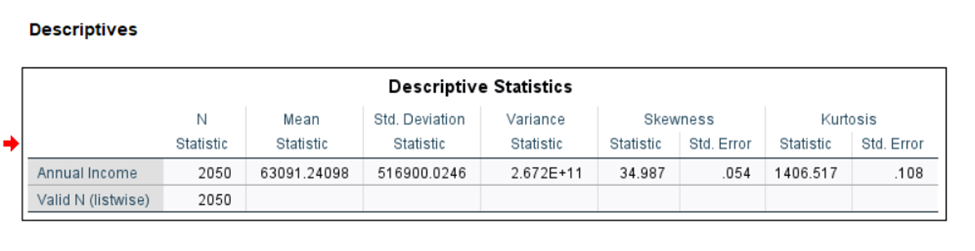 Descriptives
Descriptive Statistics
N Mean Std. Deviation Variance Skewness Kurtosis
Statistic Statistic Statistic Statistic Statistic Std. Error Statistic Std. Error
Annual Income 2050 63091.24098 516900.0246 2.672E+11 34.987 .054 1406.517 .108
Valid N (listwise) 2050